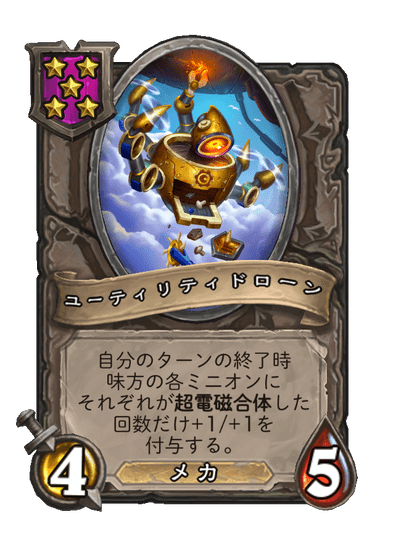 ユーティリティドローン
自分のターンの終了時
味方の各ミニオンに
それぞれが超電磁合体した
回数だけ+1/+1を
付与する。
4
メカ
5